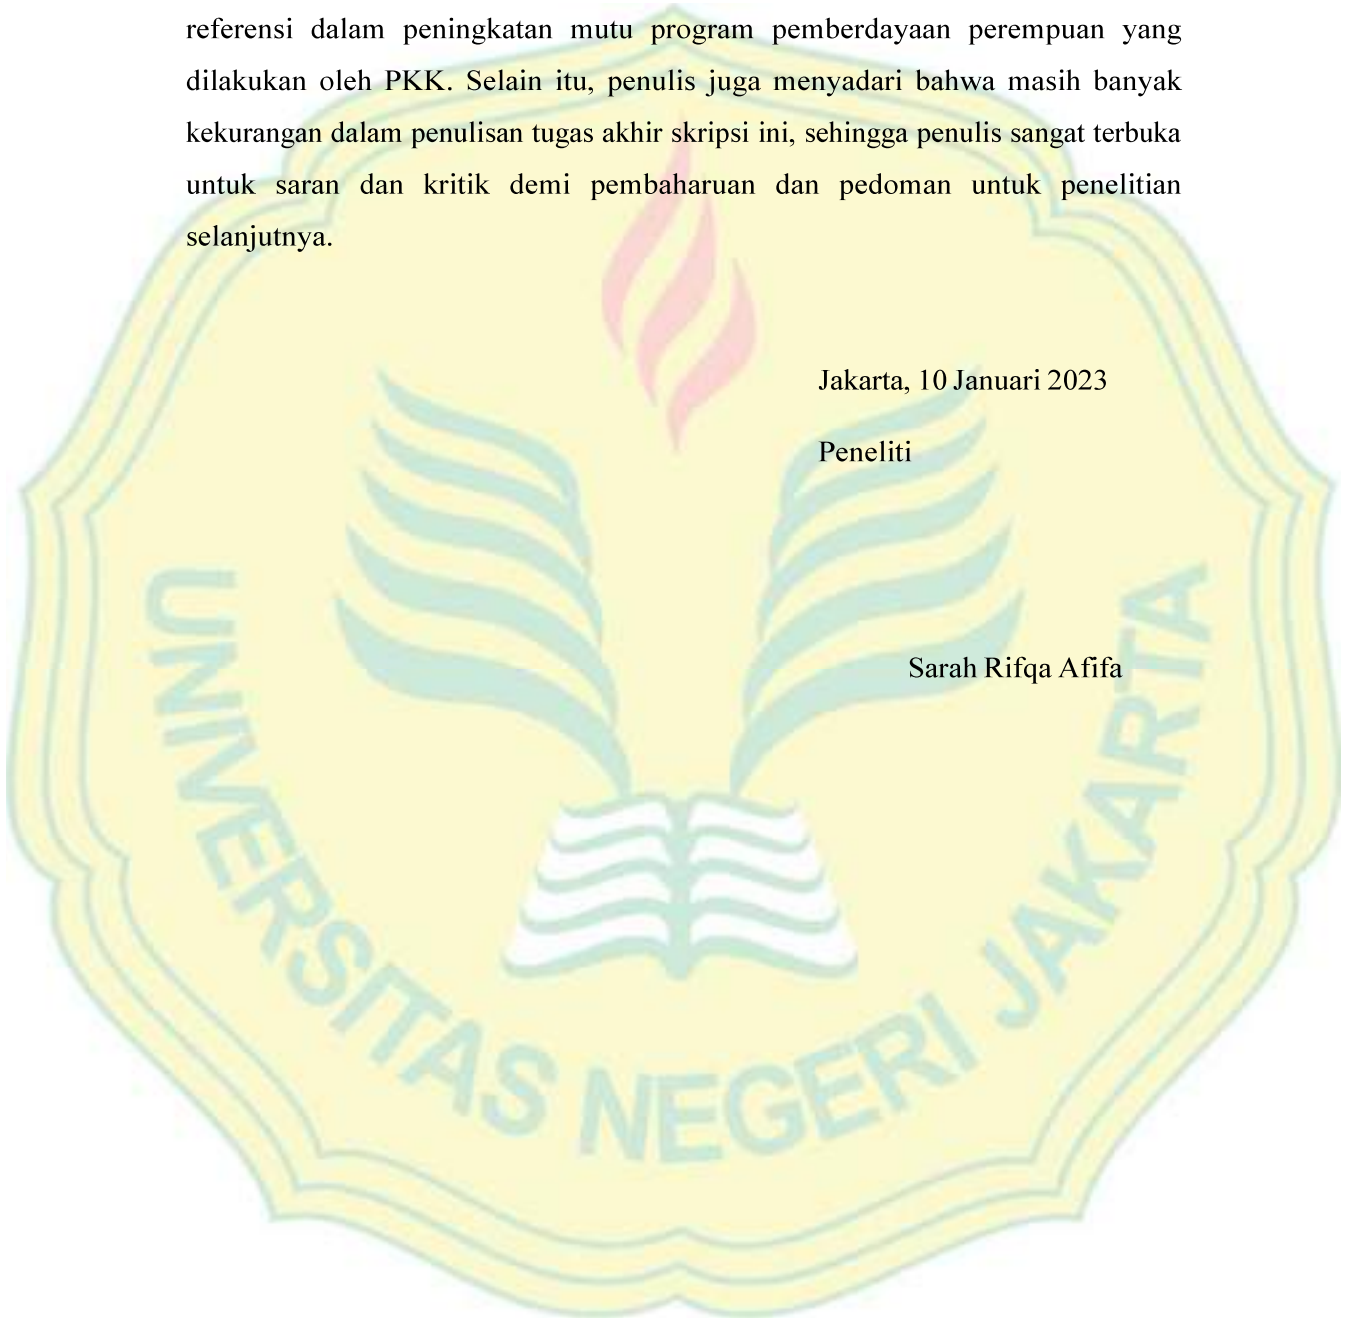 referensi dalam peningkatan mutu program pemberdayaan perempuan yang
dilakukan oleh PKK. Selain itu, penulis juga menyadari bahwa masih banyak
kekurangan dalam penulisan tugas akhir skripsi ini, sehingga penulis sangat terbuka
untuk saran dan kritik demi pembaharuan dan pedoman untuk penelitian
selanjutnya.
Jakarta, 10 Januari 2023
Peneliti
Sarah Rifqa Afifa
UNIVERSITAS NEGERI JAKARTA